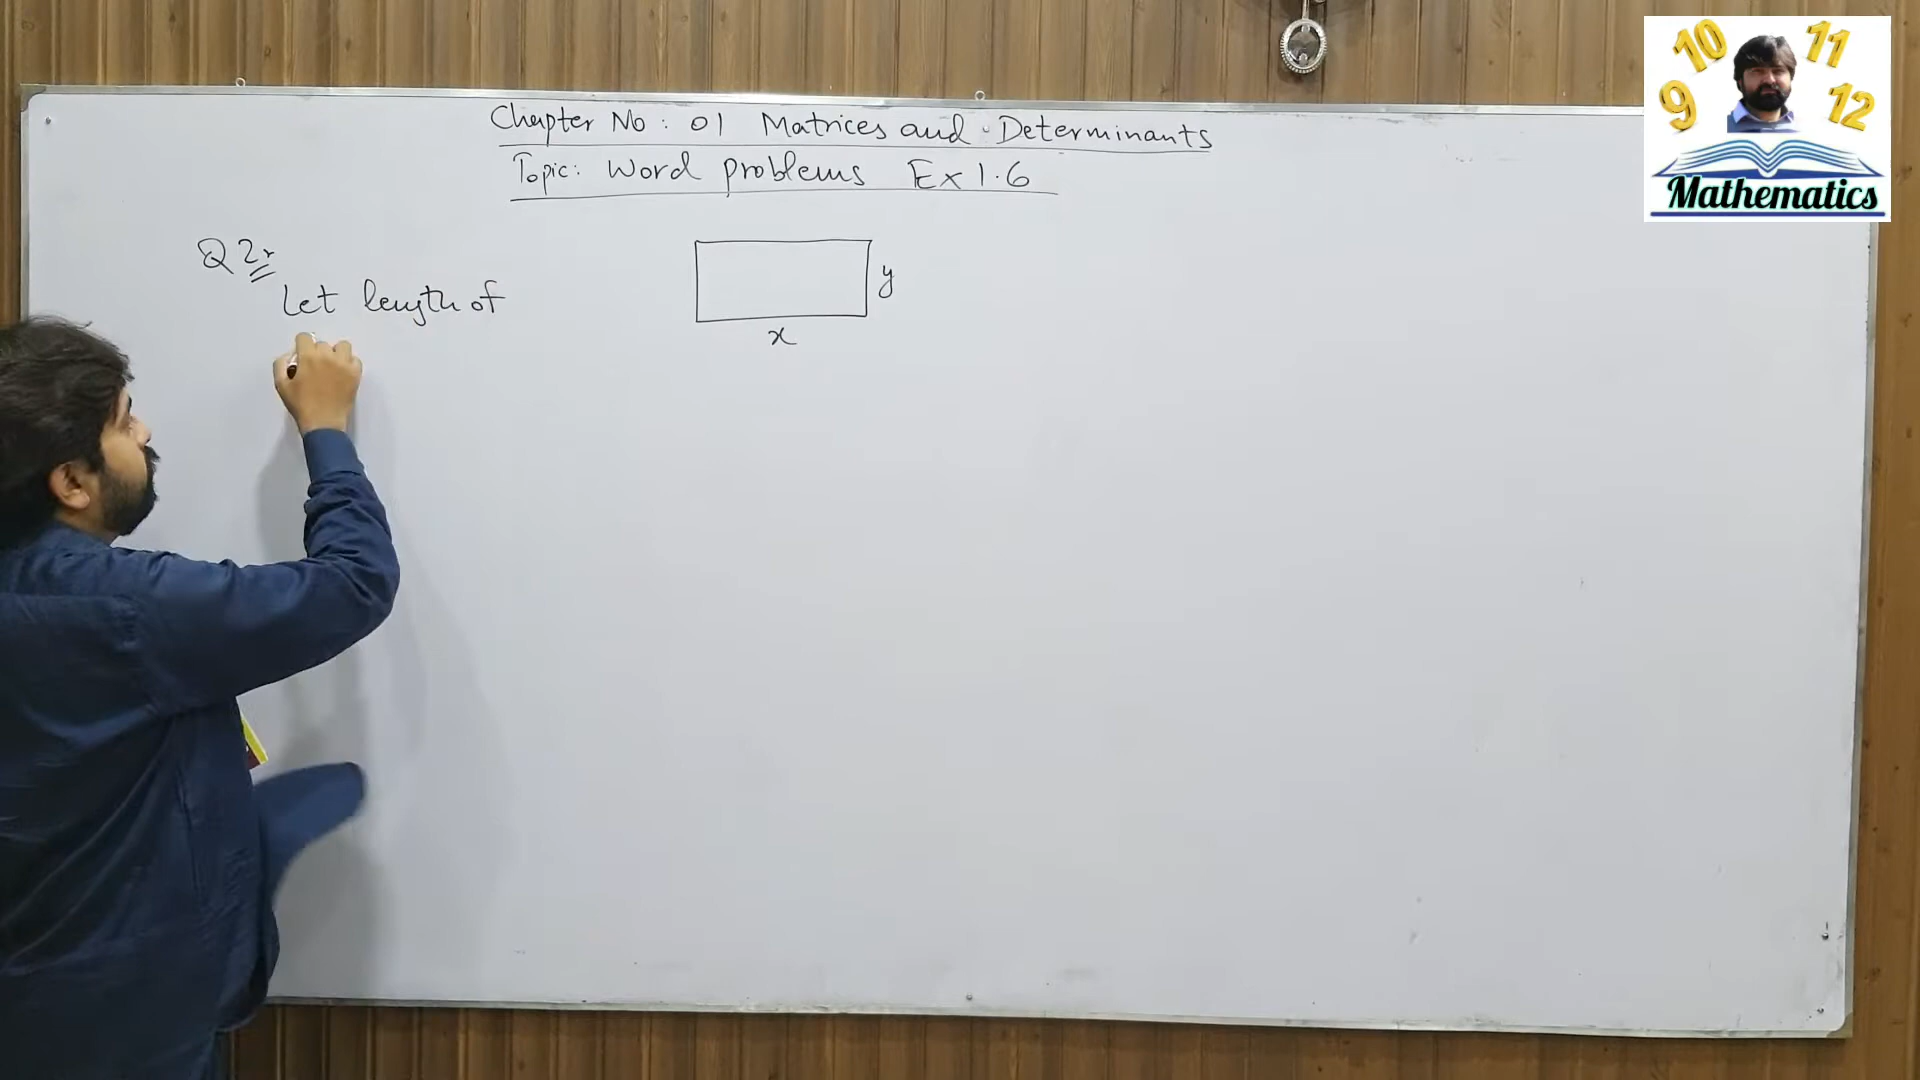 Chapter No: 01 Matrices and Determinants
Topic: Word problems Ex 1.6
Q 2:
Let length of
y
x
9 10 11 12
Mathematics